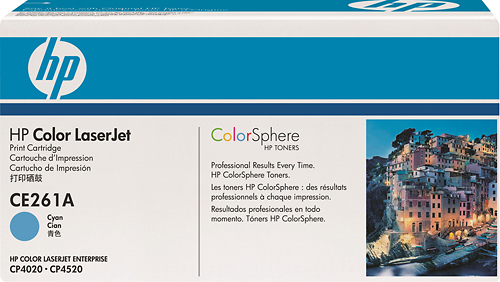 hp
HP Color LaserJet
Print Cartridge
Cartouche d'Impression
Cartucho de Impresión
打印硒鼓
CE261A
Cyan
Cian
青色
HP COLOR LASERJET ENTERPRISE
CP4020 • CP4520
ColorSphere
HP TONERS
Professional Results Every Time.
HP ColorSphere Toners.
Les toners HP ColorSphere : des résultats
professionnels à chaque impression.
Resultados profesionales en todo
momento. Tóners HP ColorSphere.